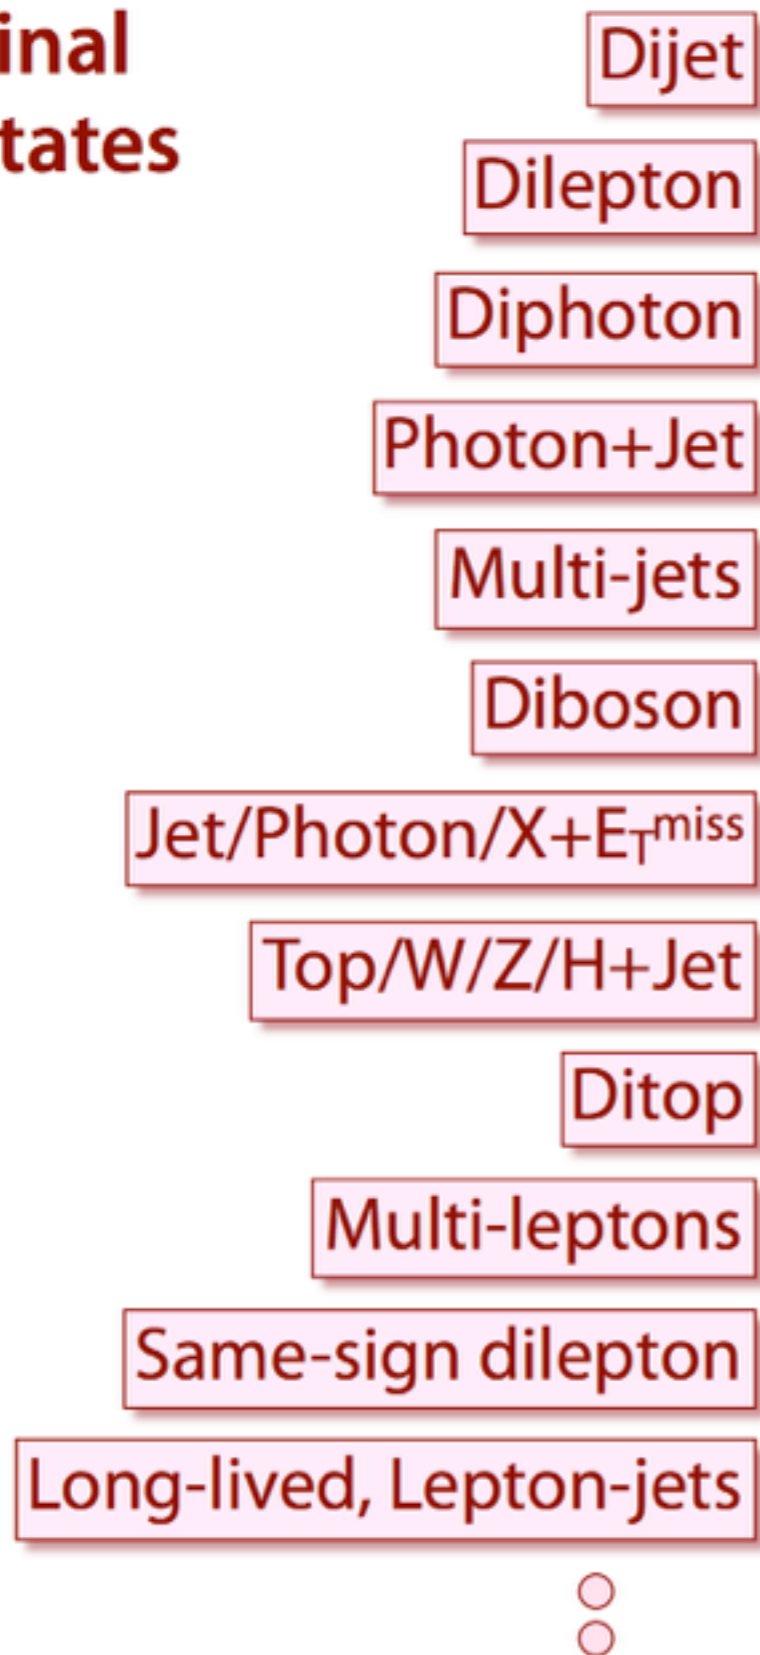 inal
tates
Dijet
Dilepton
Diphoton
Photon+Jet
Multi-jets
Diboson
Jet/Photon/X+ETmiss
Top/W/Z/H+Jet
Ditop
Multi-leptons
Same-sign dilepton
Long-lived, Lepton-jets